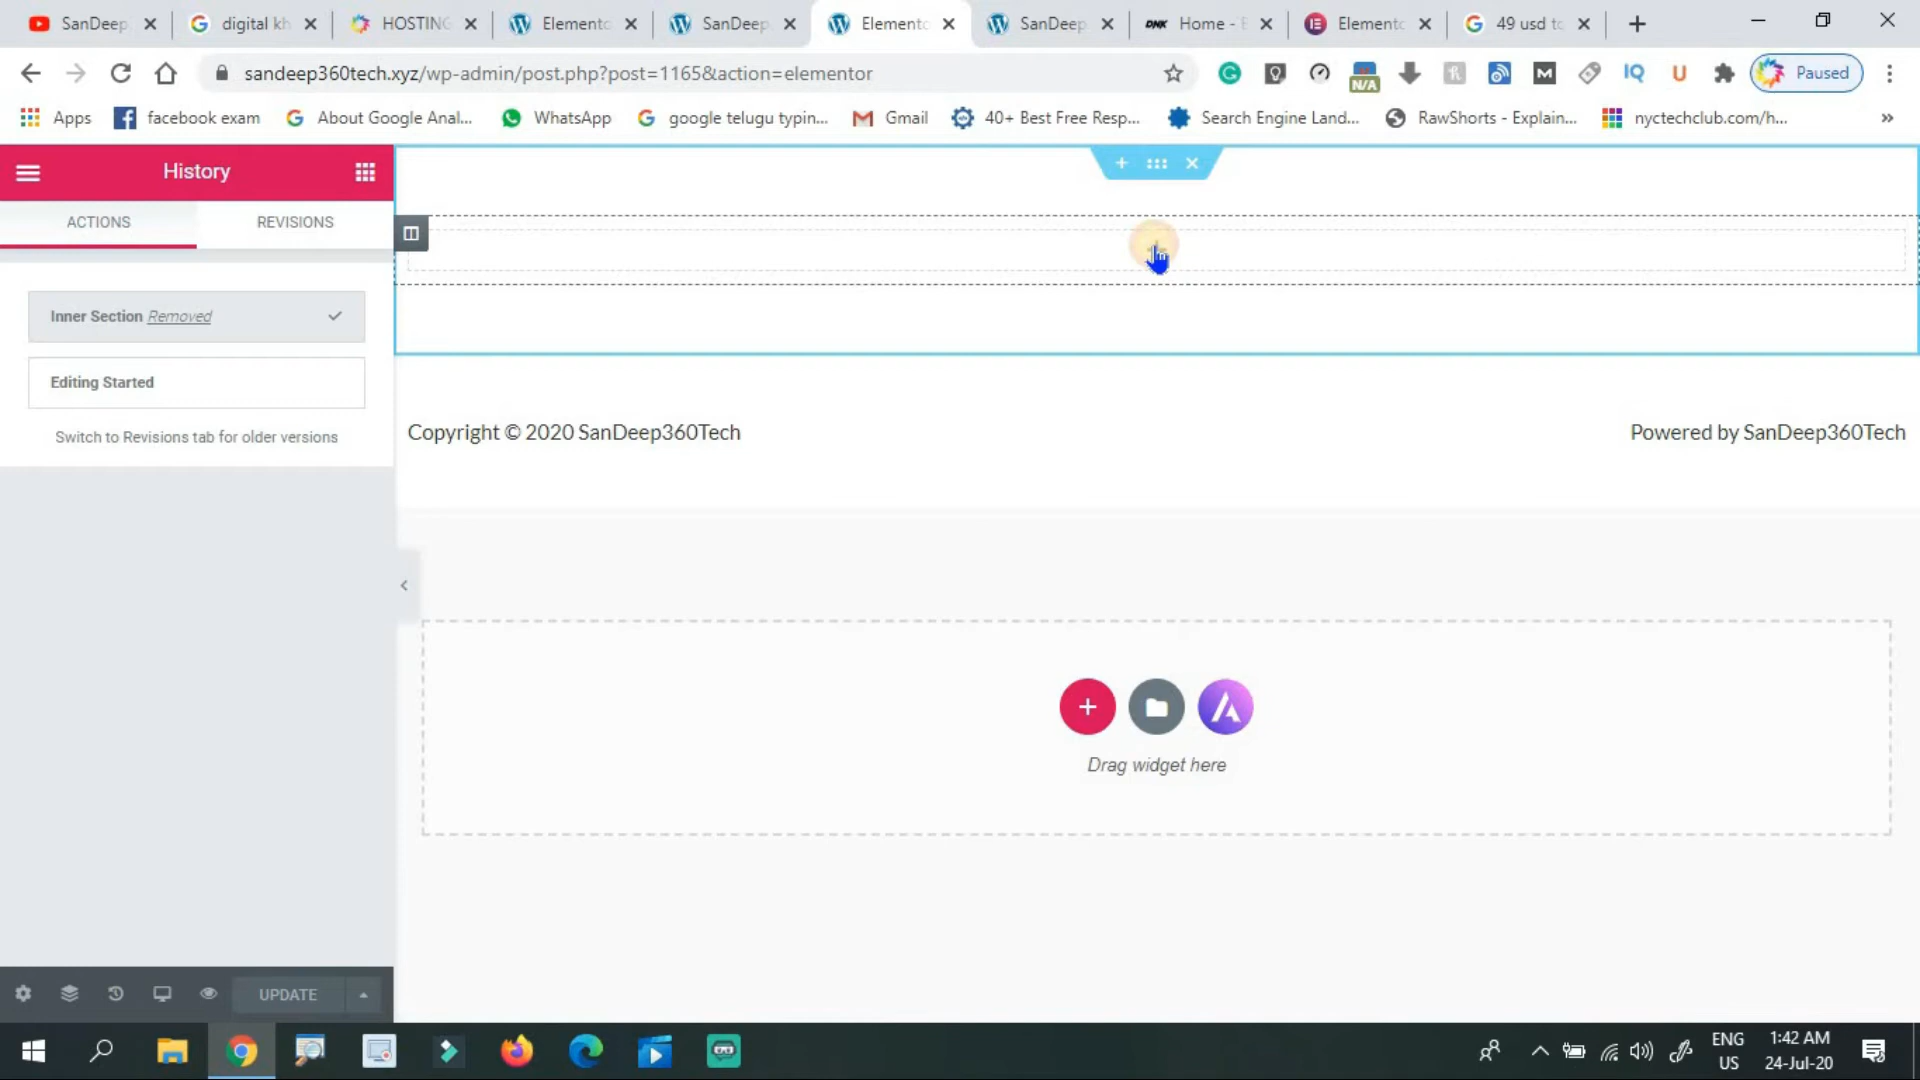 SanDeep
digital kh
HOSTING
Elemento
SanDeep
Elemento
SanDeep
DNK Home - E
Elemento
49 usd to
sandeep360tech.xyz/wp-admin/post.php?post=1165&action=elementor
N/A
IQ
Paused
Apps
facebook exam
About Google Anal...
WhatsApp
google telugu typin...
Gmail
40+ Best Free Resp...
Search Engine Land...
RawShorts - Explain...
nyctechclub.com/h...
»
History
ACTIONS
REVISIONS
Inner Section Removed
Editing Started
Switch to Revisions tab for older versions
Copyright © 2020 SanDeep360Tech
Powered by SanDeep360Tech
Drag widget here
UPDATE
ENG
US
1:42 AM
24-Jul-20